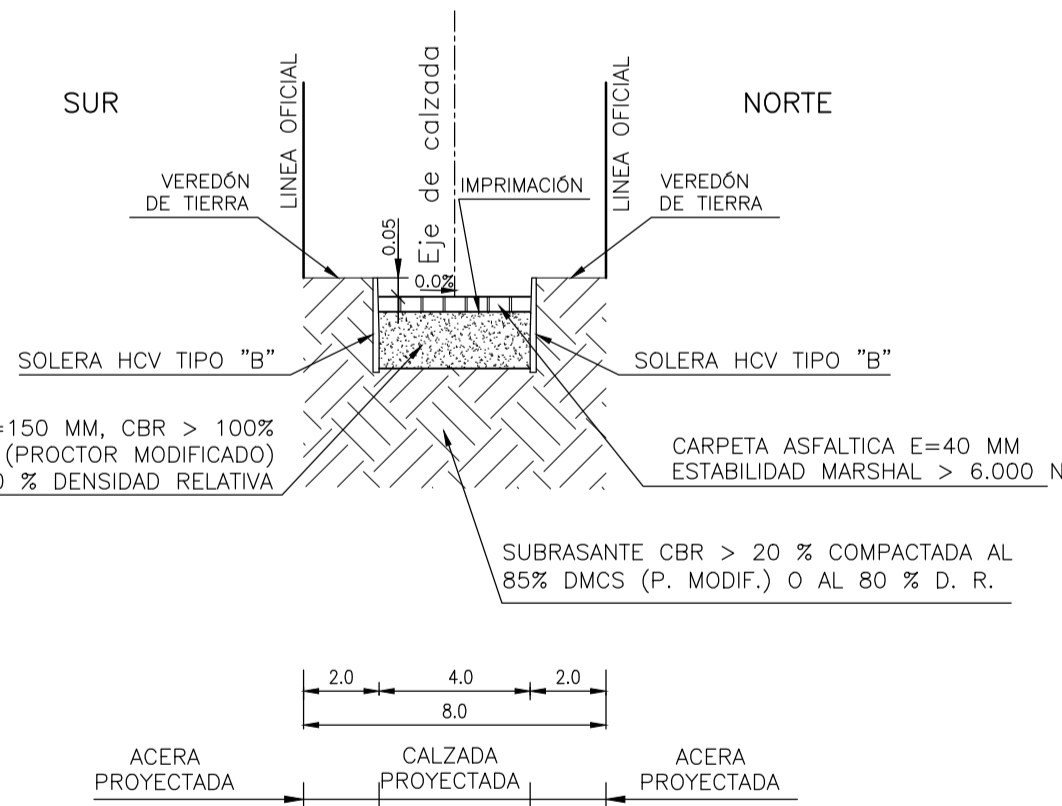 SUR
NORTE
LINEA OFICIAL
Eje de calzada
LINEA OFICIAL
VEREDÓN
DE TIERRA
IMPRIMACIÓN
VEREDÓN
DE TIERRA
0.05
0.0%
SOLERA HCV TIPO "B"
SOLERA HCV TIPO "B"
=150 MM, CBR > 100%
(PROCTOR MODIFICADO)
0 % DENSIDAD RELATIVA
CARPETA ASFALTICA E=40 MM
ESTABILIDAD MARSHAL > 6.000 N
SUBRASANTE CBR > 20 % COMPACTADA AL
85% DMCS (P. MODIF.) O AL 80 % D. R.
2.0
4.0
2.0
8.0
ACERA
PROYECTADA
CALZADA
PROYECTADA
ACERA
PROYECTADA